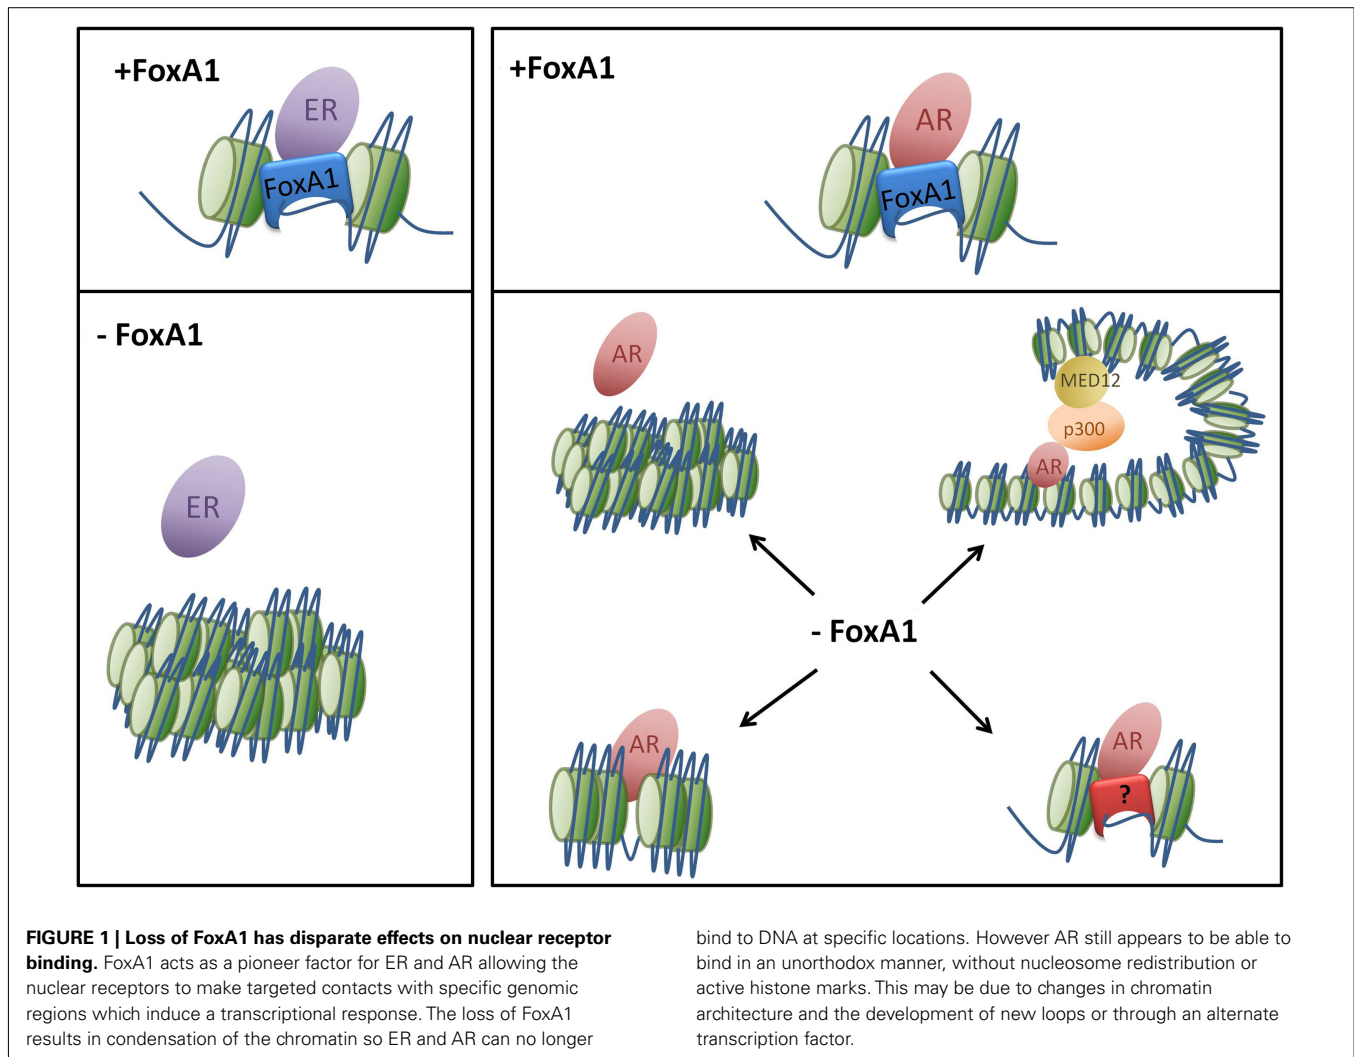 +FoxA1
ER
FoxA1
+FoxA1
AR
FoxA1
- FoxA1
ER
AR
MED12
p300
AR
- FoxA1
AR
AR
?
FIGURE 1 | Loss of FoxA1 has disparate effects on nuclear receptor
binding. FoxA1 acts as a pioneer factor for ER and AR allowing the
nuclear receptors to make targeted contacts with specific genomic
regions which induce a transcriptional response. The loss of FoxA1
results in condensation of the chromatin so ER and AR can no longer
bind to DNA at specific locations. However AR still appears to be able to
bind in an unorthodox manner, without nucleosome redistribution or
active histone marks. This may be due to changes in chromatin
architecture and the development of new loops or through an alternate
transcription factor.